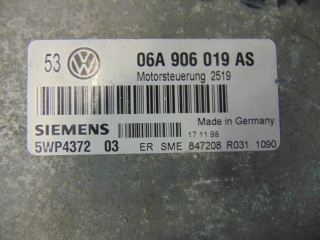 53 VW 06A 906 019 AS
Motorsteuerung 2519
SIEMENS
Made in Germany
17.11.98
5WP4372 03 ER SME 847208 R031 1090